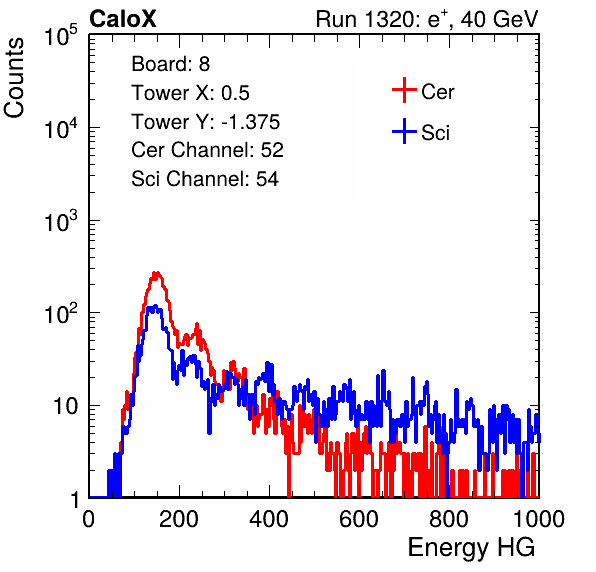 CaloX Run 1320: e⁺, 40 GeV
Counts
10⁵
10⁴
10³
10²
10
1
Board: 8
Tower X: 0.5
Tower Y: -1.375
Cer Channel: 52
Sci Channel: 54
Cer
Sci
0 200 400 600 800 1000
Energy HG